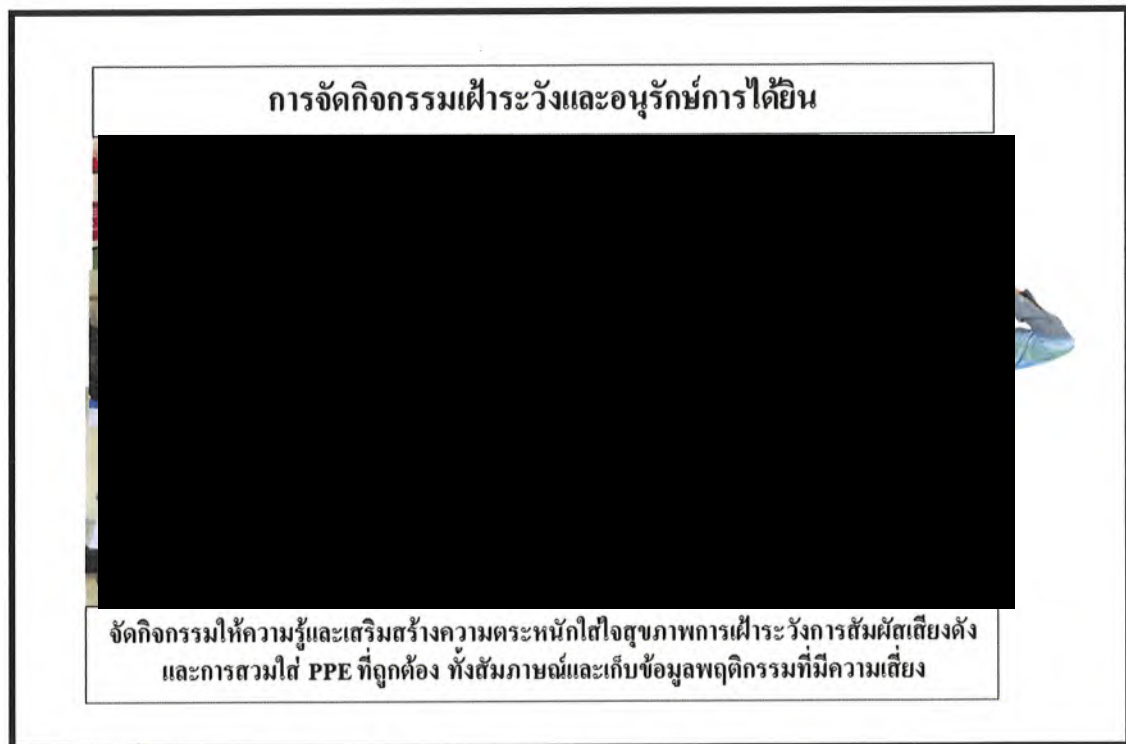 การจัดกิจกรรมเฝ้าระวังและอนุรักษ์การได้ยิน
จัดกิจกรรมให้ความรู้และเสริมสร้างความตระหนักใส่ใจสุขภาพการเฝ้าระวังการสัมผัสเสียงดัง
และการสวมใส่ PPE ที่ถูกต้อง ทั้งสัมภาษณ์และเก็บข้อมูลพฤติกรรมที่มีความเสี่ยง